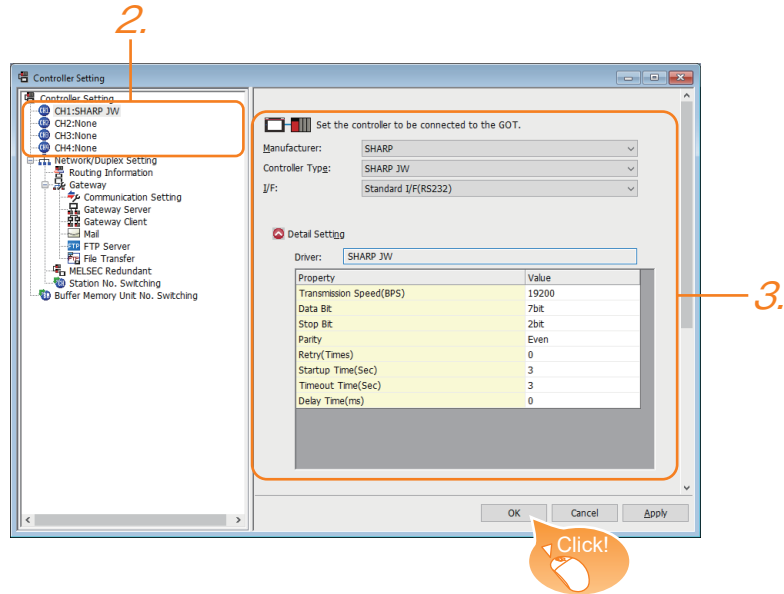 2.
Controller Setting
Controller Setting
CH1:SHARP JW
CH2:None
CH3:None
CH4:None
Network/Duplex Setting
Routing Information
Gateway
Communication Setting
Gateway Server
Gateway Client
Mail
FTP Server
File Transfer
MELSEC Redundant
Station No. Switching
Buffer Memory Unit No. Switching
Set the controller to be connected to the GOT.
Manufacturer: SHARP
Controller Type: SHARP JW
I/F: Standard I/F(RS232)
Detail Setting
Driver: SHARP JW
Property Value
Transmission Speed(BPS) 19200
Data Bit 7bit
Stop Bit 2bit
Parity Even
Retry(Times) 0
Startup Time(Sec) 3
Timeout Time(Sec) 3
Delay Time(ms) 0
3.
OK Cancel Apply
Click!